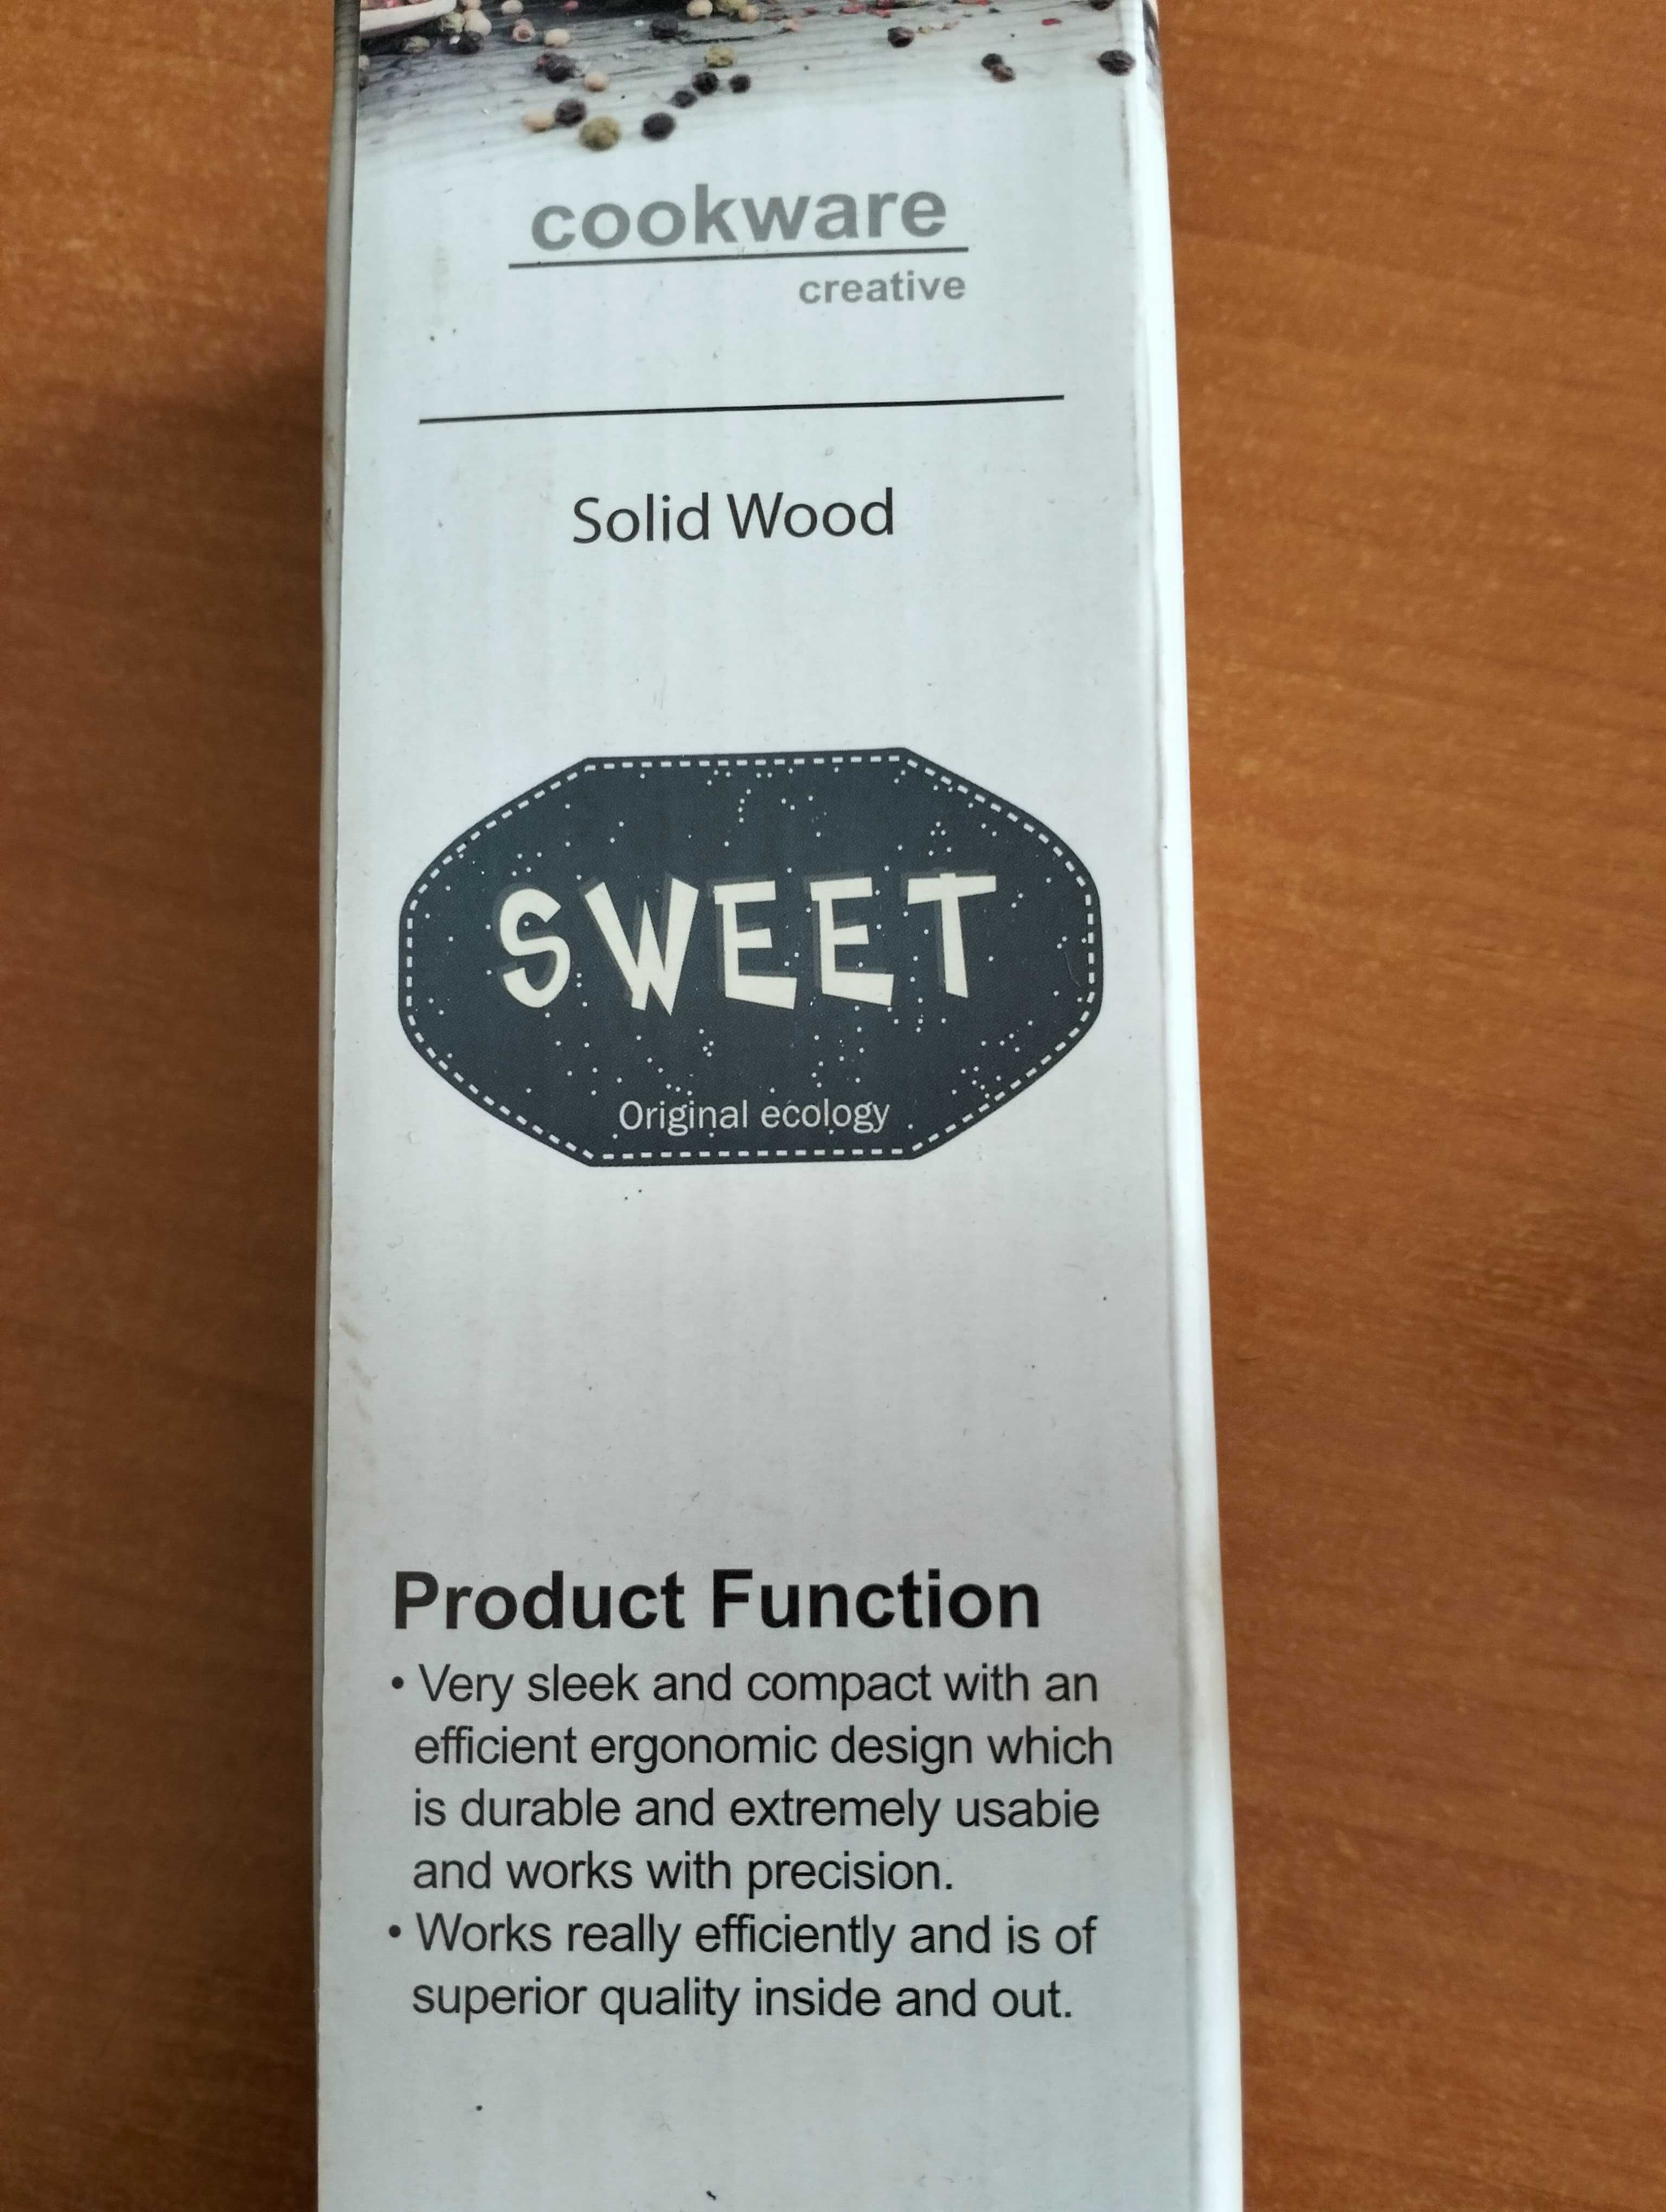 cookware
creative
Solid Wood
SWEET
Original ecology
Product Function
• Very sleek and compact with an
efficient ergonomic design which
is durable and extremely usabie
and works with precision.
• Works really efficiently and is of
superior quality inside and out.